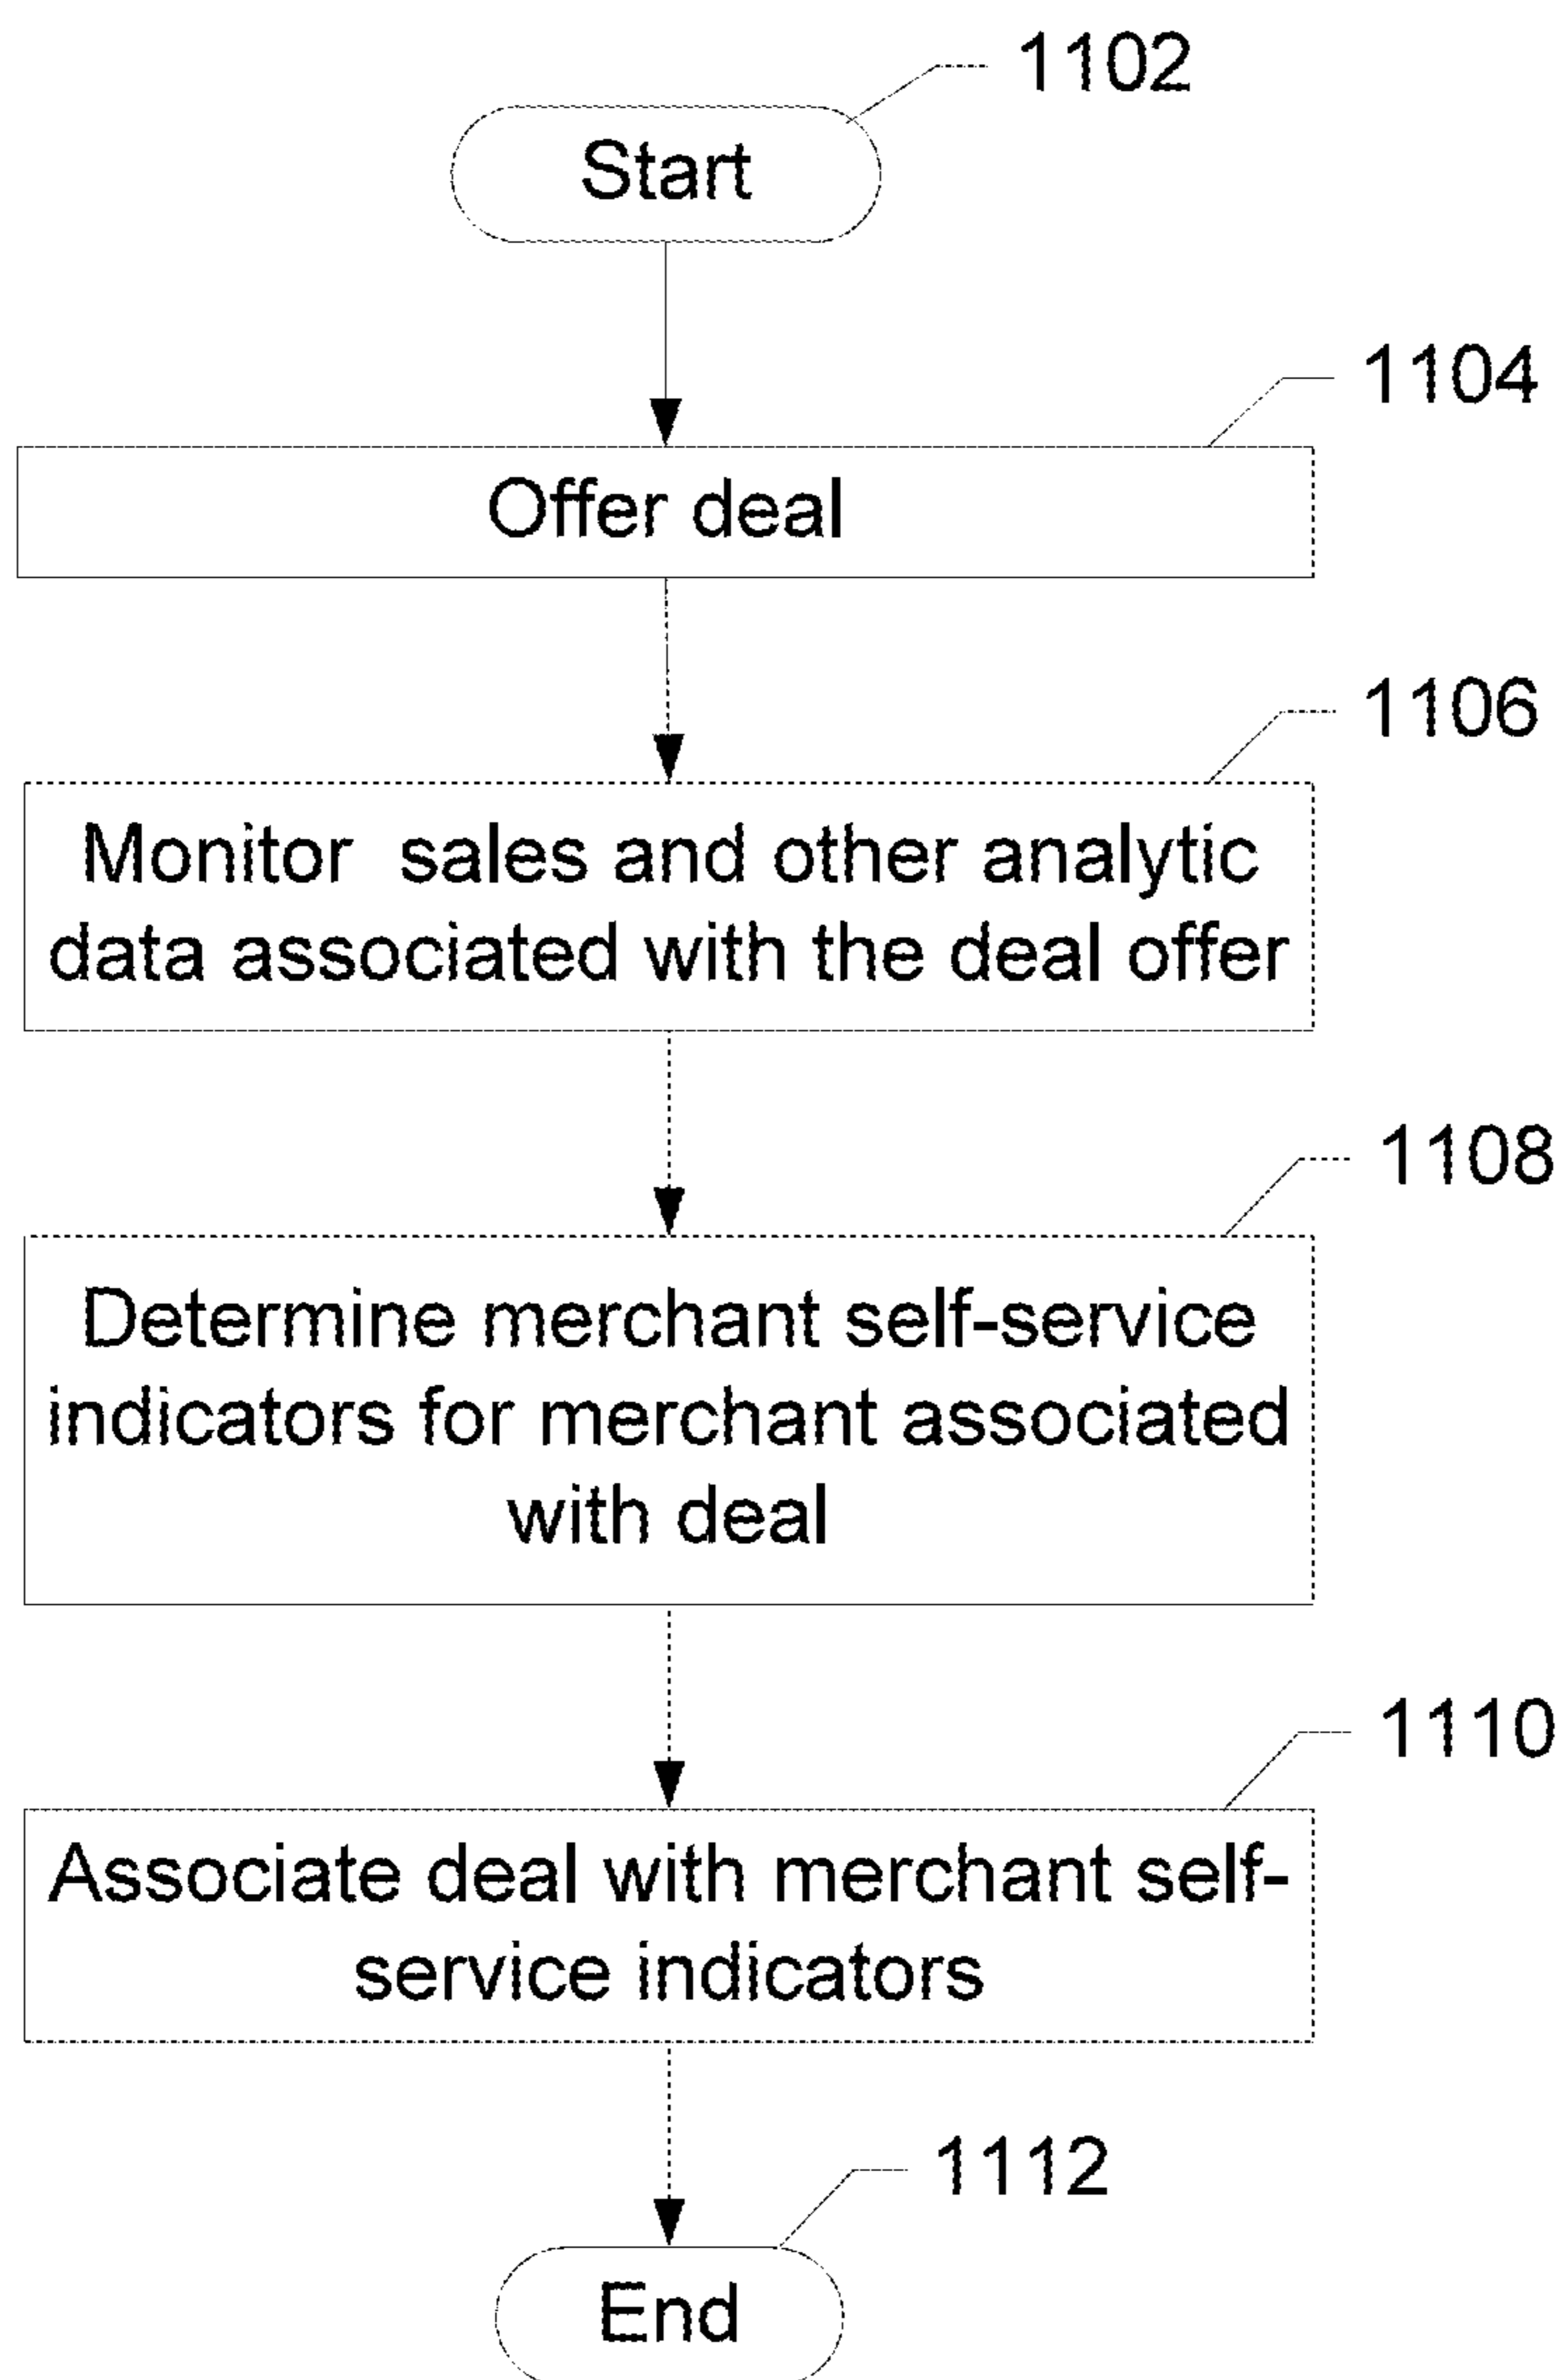 1102
Start
1104
Offer deal
1106
Monitor  sales and other analytic
data associated with the deal offer
1108
Determine merchant self-service
indicators for merchant associated
with deal
1110
Associate deal with merchant self-
service indicators
1112
End